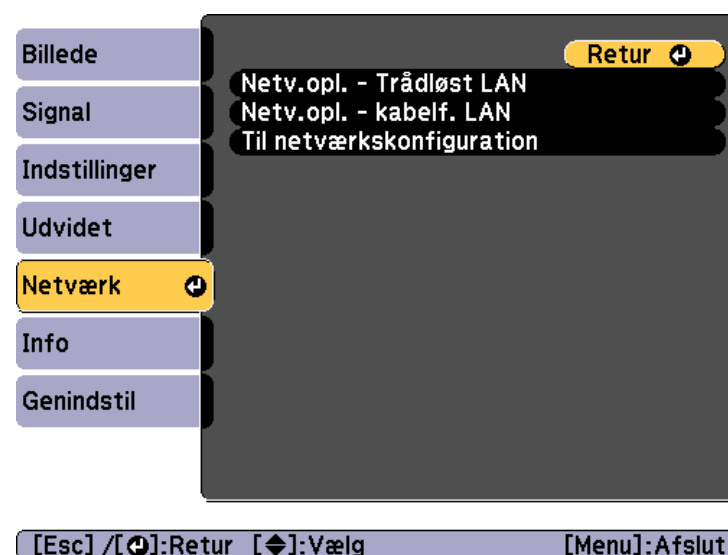 Billede
Signal
Indstillinger
Udvidet
Netværk
Info
Genindstil
Retur
Netv.opl. - Trådløst LAN
Netv.opl. - kabelf. LAN
Til netværkskonfiguration
[Esc] /[⏎]:Retur [◆]:Vælg [Menu]:Afslut